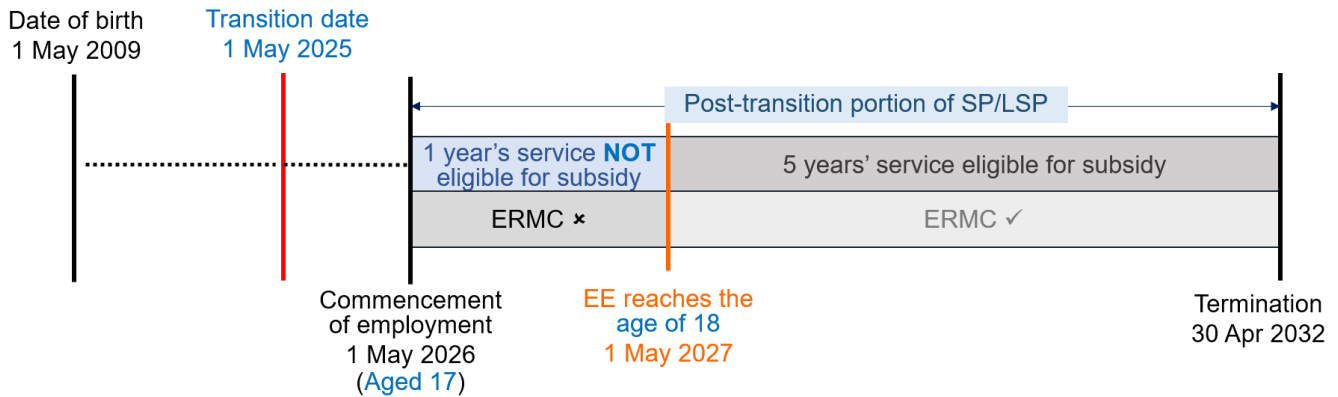 Date of birth
1 May 2009
Transition date
1 May 2025
Post-transition portion of SP/LSP
1 year's service NOT
eligible for subsidy
5 years' service eligible for subsidy
ERMC ×
ERMC ✓
Commencement
of employment
1 May 2026
(Aged 17)
EE reaches the
age of 18
1 May 2027
Termination
30 Apr 2032